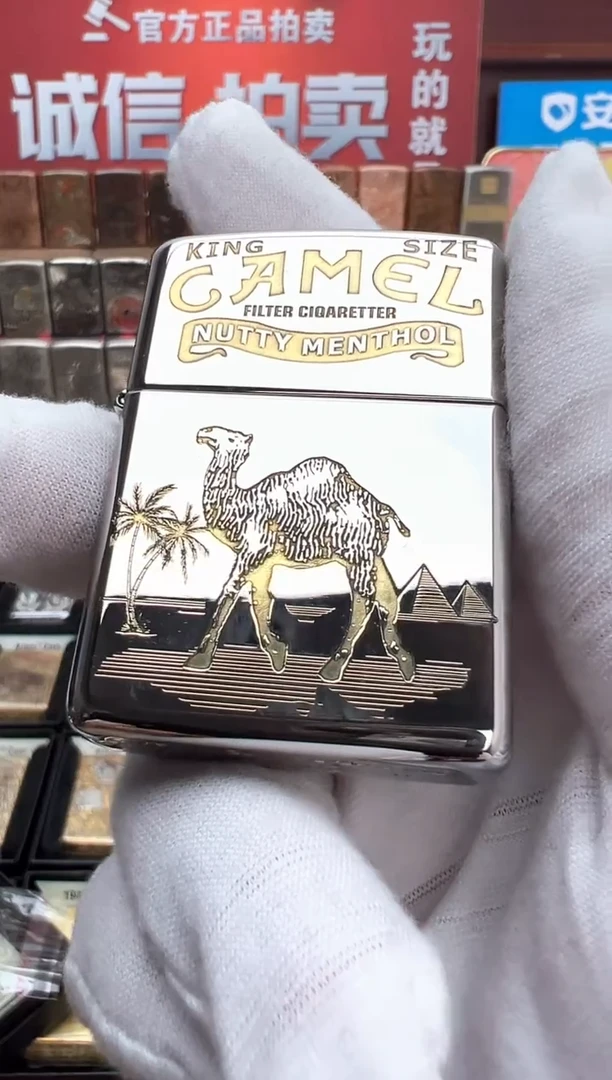 官方正品拍卖
诚信 拍卖
玩的就
安
KING SIZE
CAMEL
FILTER CIGARETTER
NUTTY MENTHOL